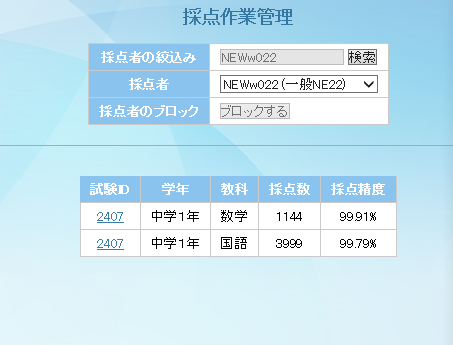 採点作業管理
採点者の絞込み NEWw022 検索
採点者 NEWw022(一般NE22)
採点者のブロック ブロックする
試験ID 学年 教科 採点数 採点精度
2407 中学1年 数学 1144 99.91%
2407 中学1年 国語 3999 99.79%